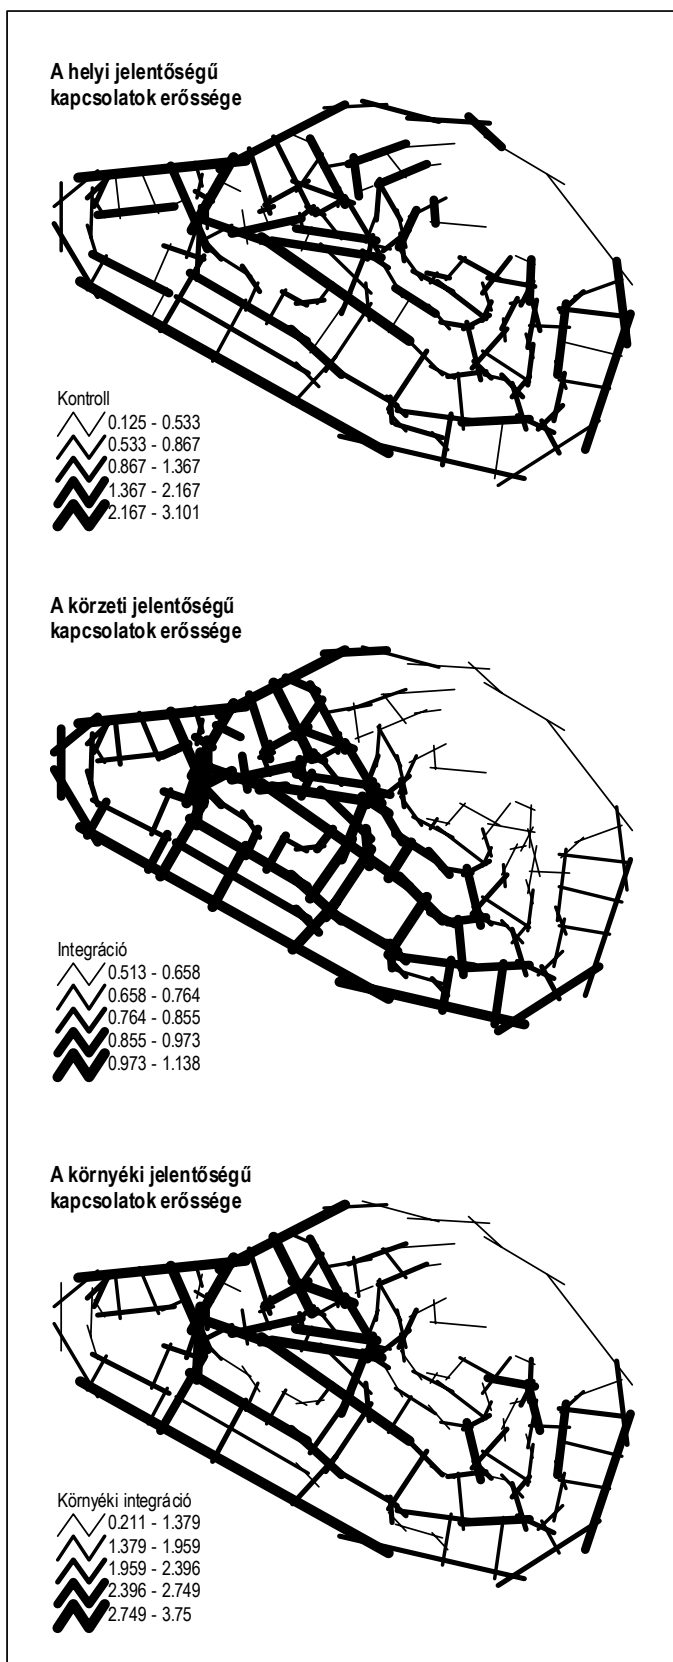 A helyi jelentőségű
kapcsolatok erőssége
Kontroll
0.125 - 0.533
0.533 - 0.867
0.867 - 1.367
1.367 - 2.167
2.167 - 3.101
A körzeti jelentőségű
kapcsolatok erőssége
Integráció
0.513 - 0.658
0.658 - 0.764
0.764 - 0.855
0.855 - 0.973
0.973 - 1.138
A környéki jelentőségű
kapcsolatok erőssége
Környéki integráció
0.211 - 1.379
1.379 - 1.959
1.959 - 2.396
2.396 - 2.749
2.749 - 3.75